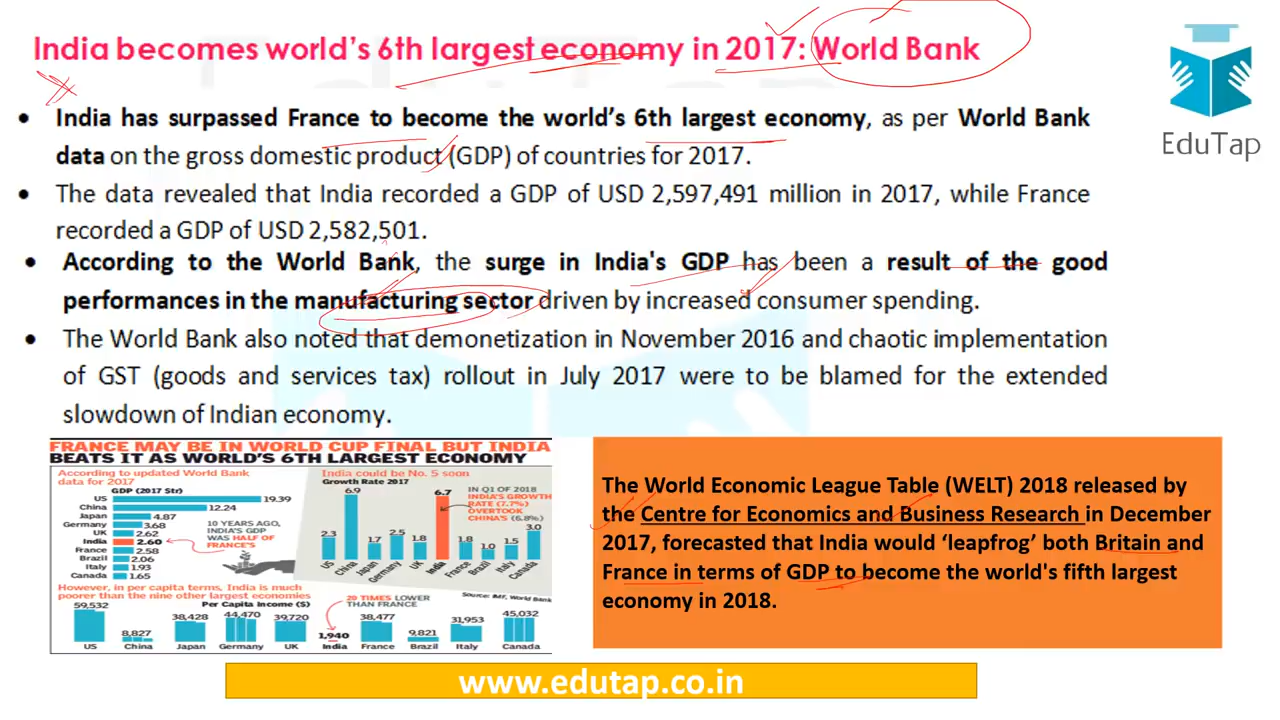 India becomes world's 6th largest economy in 2017: World Bank
EduTap
• India has surpassed France to become the world's 6th largest economy, as per World Bank
data on the gross domestic product (GDP) of countries for 2017.
• The data revealed that India recorded a GDP of USD 2,597,491 million in 2017, while France
recorded a GDP of USD 2,582,501.
• According to the World Bank, the surge in India's GDP has been a result of the good
performances in the manufacturing sector driven by increased consumer spending.
• The World Bank also noted that demonetization in November 2016 and chaotic implementation
of GST (goods and services tax) rollout in July 2017 were to be blamed for the extended
slowdown of Indian economy.
FRANCE MAY BE IN WORLD CUP FINAL BUT INDIA
BEATS IT AS WORLD'S 6TH LARGEST ECONOMY
According to updated World Bank
data for 2017
GDP (2017 $tr)
US 19.39
China 12.24
Japan 4.87
Germany 3.68
UK 2.62
India 2.60
France 2.58
Brazil 2.06
Italy 1.93
Canada 1.65
10 YEARS AGO,
INDIA'S GDP
WAS HALF OF
FRANCE'S
India could be No. 5 soon
Growth Rate 2017
2.3 6.9 1.7 2.5 1.8 6.7 1.8 1.0 1.5 3.0
US China Japan Germany UK India France Brazil Italy Canada
IN Q1 OF 2018
INDIA'S GROWTH
RATE (7.7%)
OVERTOOK
CHINA'S (6.8%)
However, in per capita terms, India is much
poorer than the nine other largest economies
Per Capita Income ($)
20 TIMES LOWER
THAN FRANCE
Source: IMF, World Bank
59,532 8,827 38,428 44,470 39,720 1,940 38,477 9,821 31,953 45,032
US China Japan Germany UK India France Brazil Italy Canada
The World Economic League Table (WELT) 2018 released by
the Centre for Economics and Business Research in December
2017, forecasted that India would 'leapfrog' both Britain and
France in terms of GDP to become the world's fifth largest
economy in 2018.
www.edutap.co.in